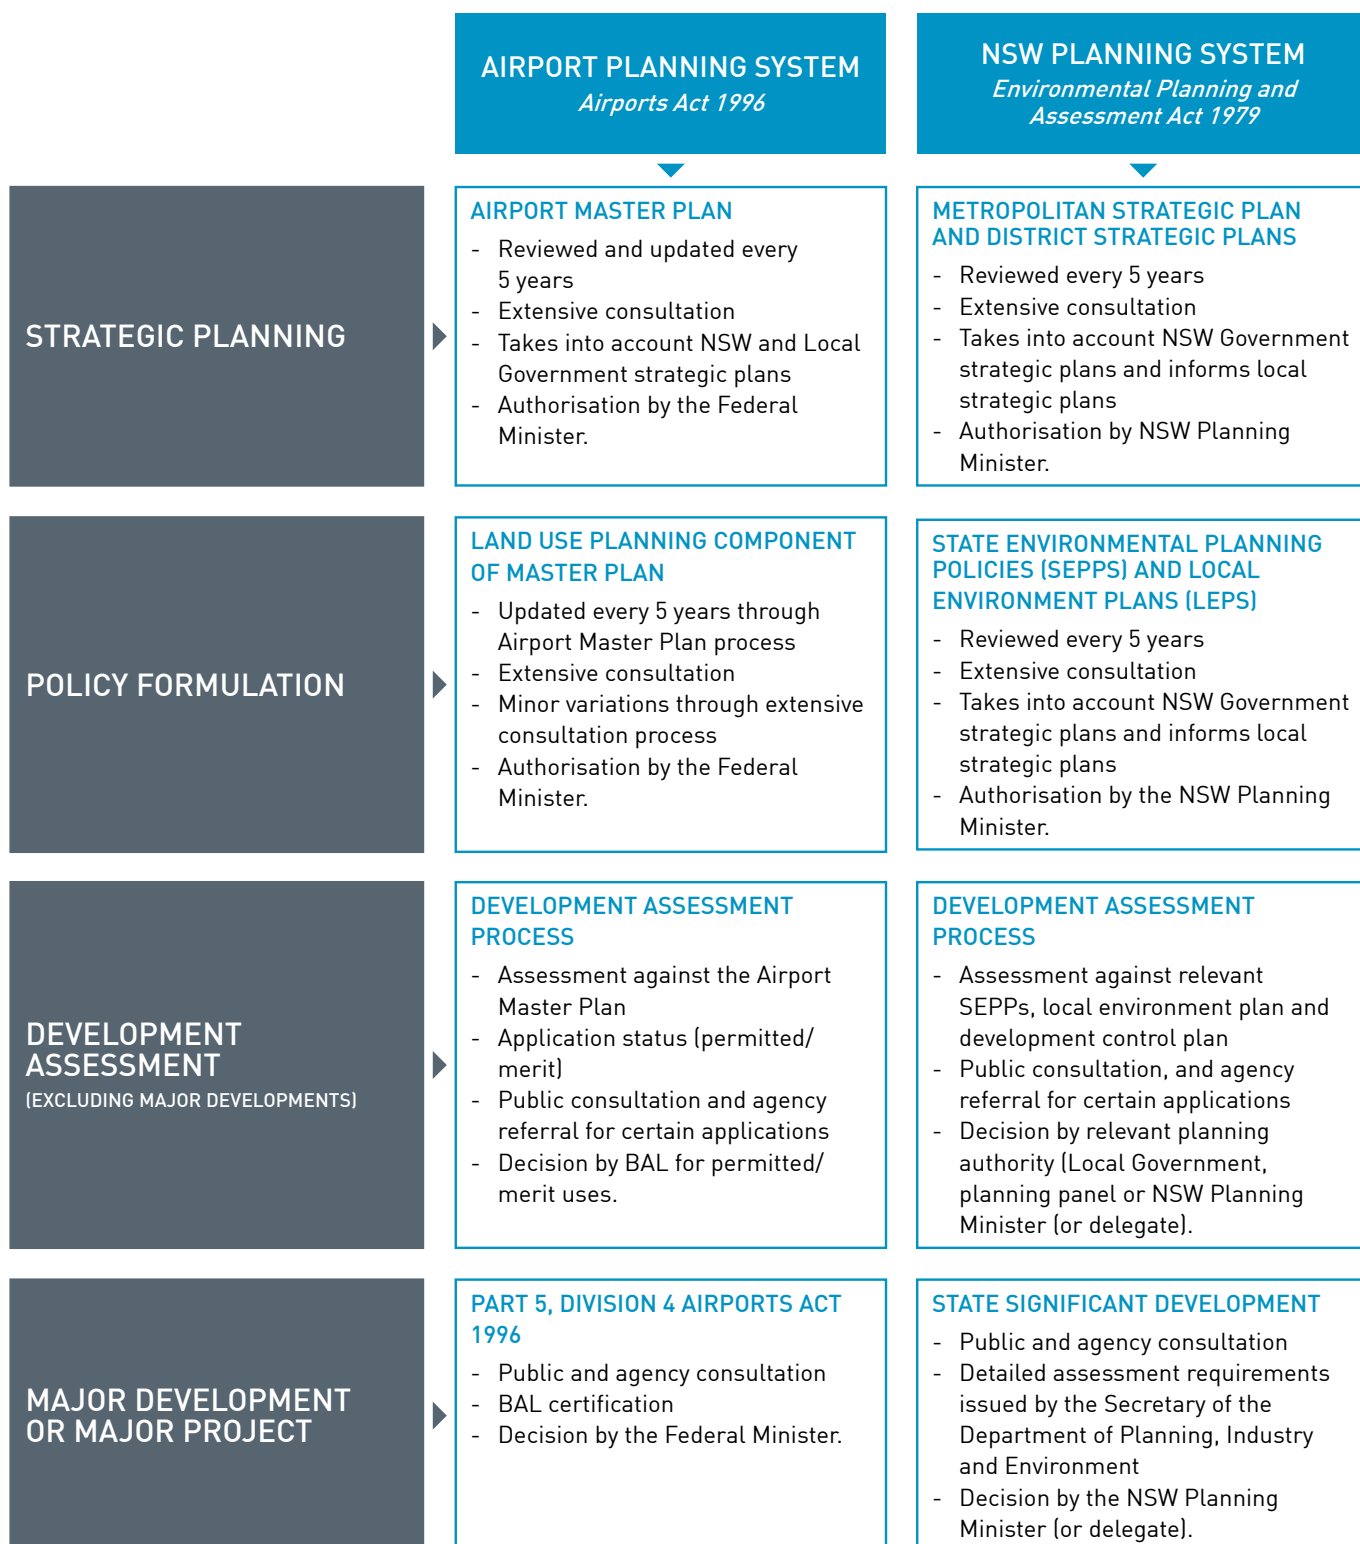 AIRPORT PLANNING SYSTEM
Airports Act 1996
NSW PLANNING SYSTEM
Environmental Planning and
Assessment Act 1979
STRATEGIC PLANNING
AIRPORT MASTER PLAN
- Reviewed and updated every
5 years
- Extensive consultation
- Takes into account NSW and Local
Government strategic plans
- Authorisation by the Federal
Minister.
METROPOLITAN STRATEGIC PLAN
AND DISTRICT STRATEGIC PLANS
- Reviewed every 5 years
- Extensive consultation
- Takes into account NSW Government
strategic plans and informs local
strategic plans
- Authorisation by NSW Planning
Minister.
POLICY FORMULATION
LAND USE PLANNING COMPONENT
OF MASTER PLAN
- Updated every 5 years through
Airport Master Plan process
- Extensive consultation
- Minor variations through extensive
consultation process
- Authorisation by the Federal
Minister.
STATE ENVIRONMENTAL PLANNING
POLICIES (SEPPS) AND LOCAL
ENVIRONMENT PLANS (LEPS)
- Reviewed every 5 years
- Extensive consultation
- Takes into account NSW Government
strategic plans and informs local
strategic plans
- Authorisation by the NSW Planning
Minister.
DEVELOPMENT
ASSESSMENT
(EXCLUDING MAJOR DEVELOPMENTS)
DEVELOPMENT ASSESSMENT
PROCESS
- Assessment against the Airport
Master Plan
- Application status (permitted/
merit)
- Public consultation and agency
referral for certain applications
- Decision by BAL for permitted/
merit uses.
DEVELOPMENT ASSESSMENT
PROCESS
- Assessment against relevant
SEPPs, local environment plan and
development control plan
- Public consultation, and agency
referral for certain applications
- Decision by relevant planning
authority (Local Government,
planning panel or NSW Planning
Minister (or delegate).
MAJOR DEVELOPMENT
OR MAJOR PROJECT
PART 5, DIVISION 4 AIRPORTS ACT
1996
- Public and agency consultation
- BAL certification
- Decision by the Federal Minister.
STATE SIGNIFICANT DEVELOPMENT
- Public and agency consultation
- Detailed assessment requirements
issued by the Secretary of the
Department of Planning, Industry
and Environment
- Decision by the NSW Planning
Minister (or delegate).